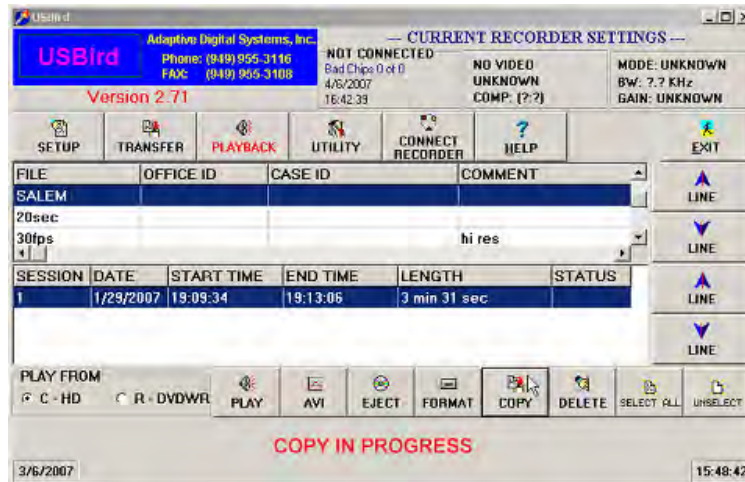 USBird
USBird
Version 2.71
Adaptive Digital Systems, Inc.
Phone: (949) 955-3116
FAX: (949) 955-3108
--- CURRENT RECORDER SETTINGS ---
NOT CONNECTED
Bad Chips 0 of 0
4/6/2007
16:42:39
NO VIDEO
UNKNOWN
COMP: (?:?)
MODE: UNKNOWN
BW: ?.? KHz
GAIN: UNKNOWN
SETUP TRANSFER PLAYBACK UTILITY CONNECT RECORDER HELP EXIT
FILE OFFICE ID CASE ID COMMENT
SALEM
20sec
30fps hi res
LINE
LINE
SESSION DATE START TIME END TIME LENGTH STATUS
1 1/29/2007 19:09:34 19:13:06 3 min 31 sec
LINE
LINE
PLAY FROM
C - HD R - DVDWR
PLAY AVI EJECT FORMAT COPY DELETE SELECT ALL UNSELECT
COPY IN PROGRESS
3/6/2007 15:48:42